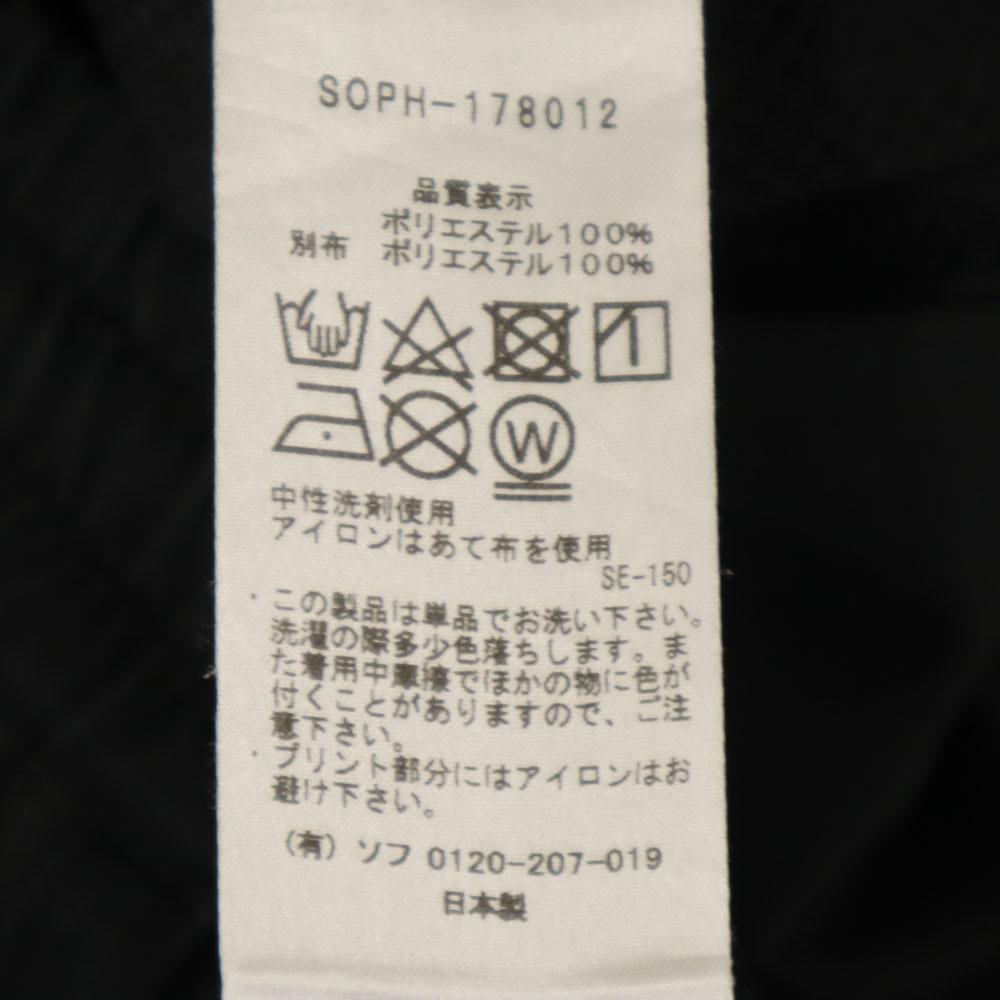 SOPH-178012
品質表示
ポリエステル100%
別布 ポリエステル100%
W
中性洗剤使用
アイロンはあて布を使用
SE-150
・この製品は単品でお洗い下さい。
洗濯の際多少色落ちします。ま
た着用中摩擦でほかの物に色が
付くことがありますので、ご注
意下さい。
・プリント部分にはアイロンはお
避け下さい。
(有)ソフ 0120-207-019
日本製